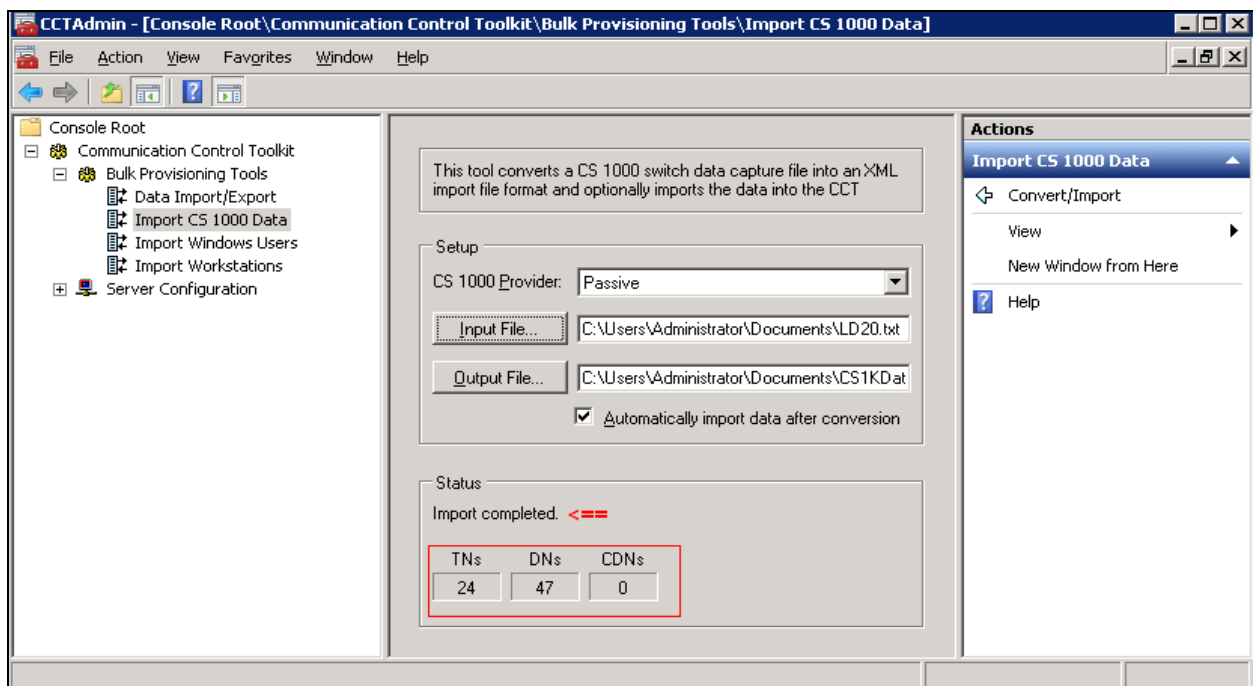 CCTAdmin - [Console Root\Communication Control Toolkit\Bulk Provisioning Tools\Import CS 1000 Data]
File Action View Favorites Window Help
Console Root
Communication Control Toolkit
Bulk Provisioning Tools
Data Import/Export
Import CS 1000 Data
Import Windows Users
Import Workstations
Server Configuration
This tool converts a CS 1000 switch data capture file into an XML
import file format and optionally imports the data into the CCT
Setup
CS 1000 Provider: Passive
Input File... C:\Users\Administrator\Documents\LD20.txt
Output File... C:\Users\Administrator\Documents\CS1KDat
Automatically import data after conversion
Status
Import completed. <==
TNs DNs CDNs
24 47 0
Actions
Import CS 1000 Data
Convert/Import
View
New Window from Here
Help